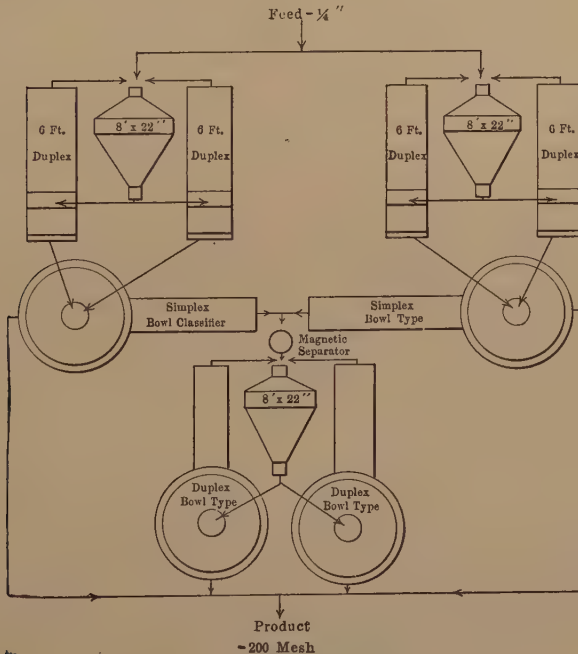 Feed - ¼"
6 Ft.
Duplex
8' x 22"
6 Ft.
Duplex
6 Ft.
Duplex
8' x 22"
6 Ft.
Duplex
Simplex
Bowl Classifier
Simplex
Bowl Type
Magnetic
Separator
8' x 22"
Duplex
Bowl Type
Duplex
Bowl Type
Product
-200 Mesh